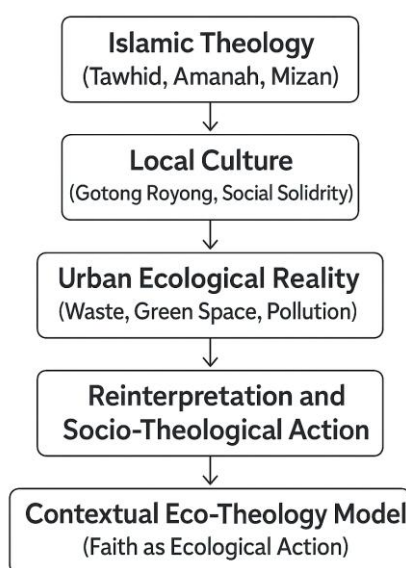 Islamic Theology
(Tawhid, Amanah, Mizan)
Local Culture
(Gotong Royong, Social Solidrity)
Urban Ecological Reality
(Waste, Green Space, Pollution)
Reinterpretation and
Socio-Theological Action
Contextual Eco-Theology Model
(Faith as Ecological Action)